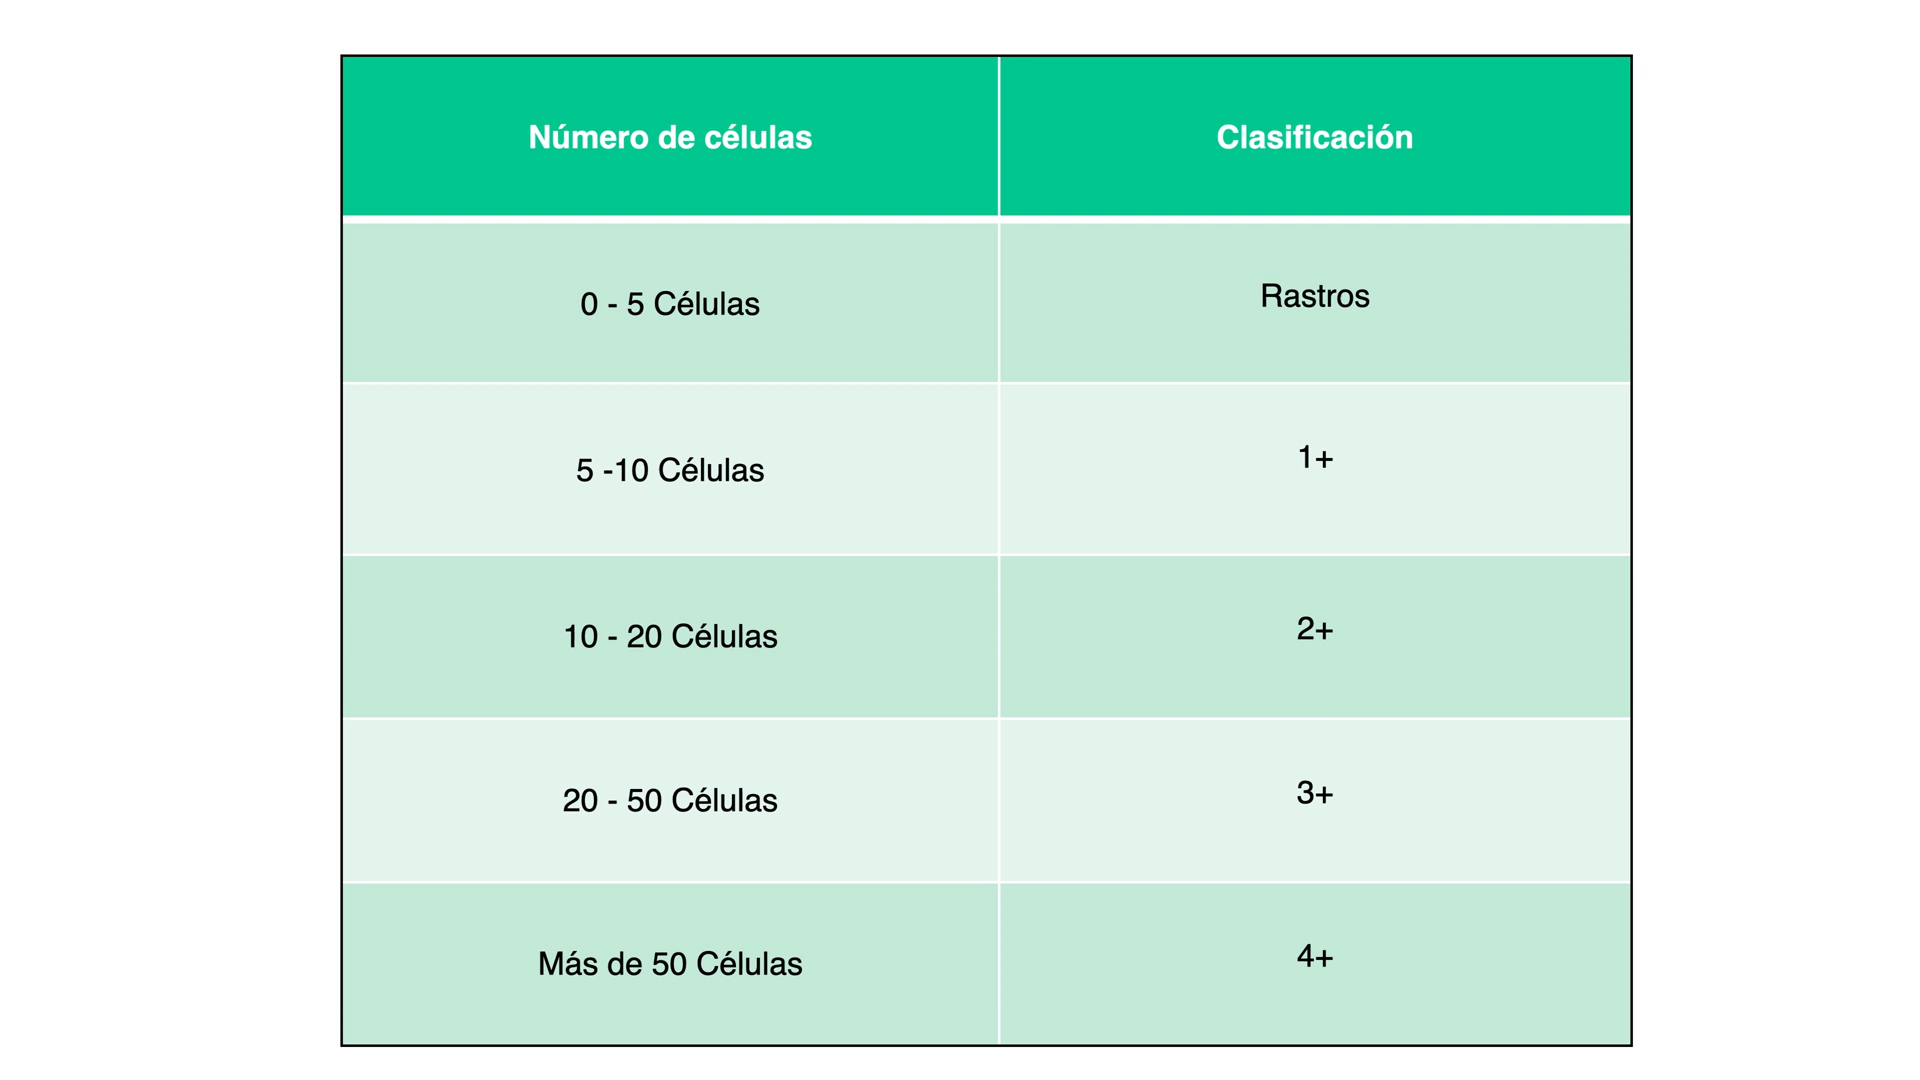 Número de células Clasificación
0 - 5 Células Rastros
5 -10 Células 1+
10 - 20 Células 2+
20 - 50 Células 3+
Más de 50 Células 4+